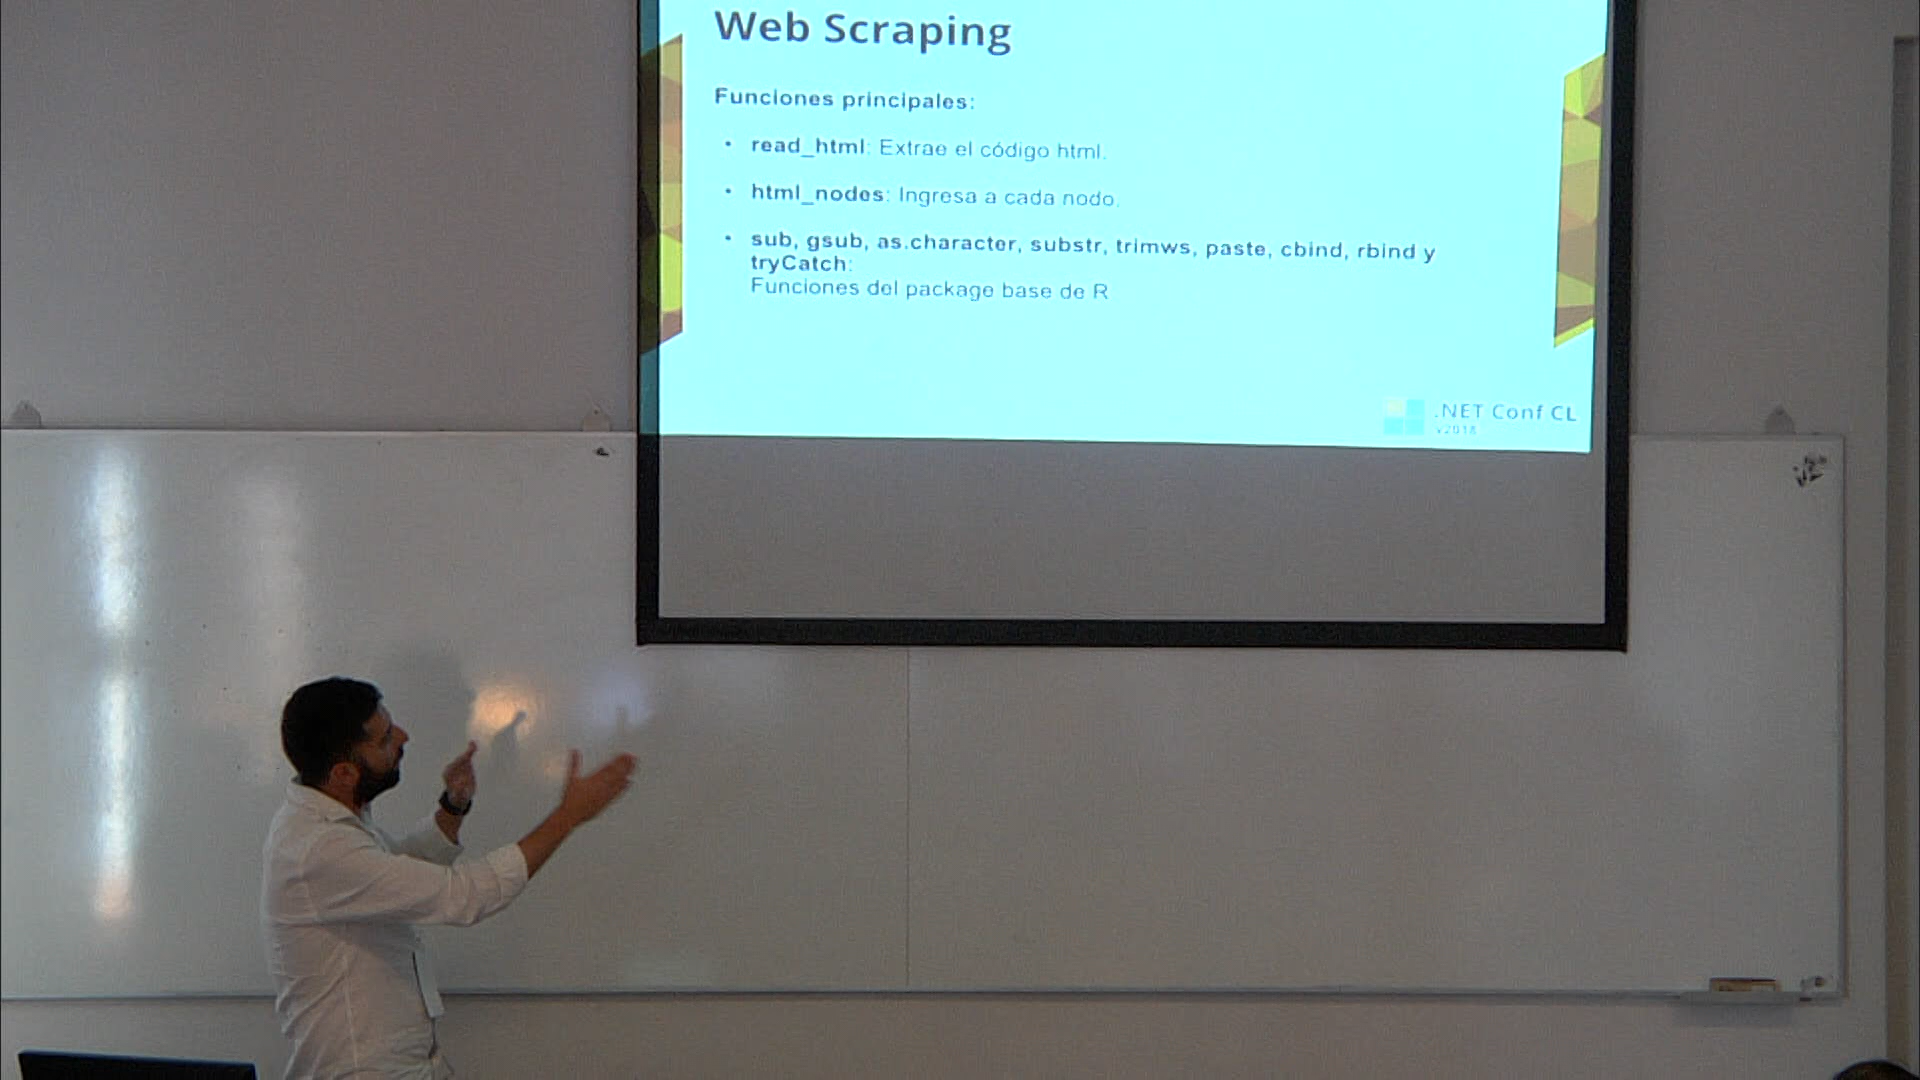 Web Scraping
Funciones principales:
• read_html: Extrae el código html.
• html_nodes: Ingresa a cada nodo.
• sub, gsub, as.character, substr, trimws, paste, cbind, rbind y
tryCatch:
Funciones del package base de R
.NET Conf CL
v2018